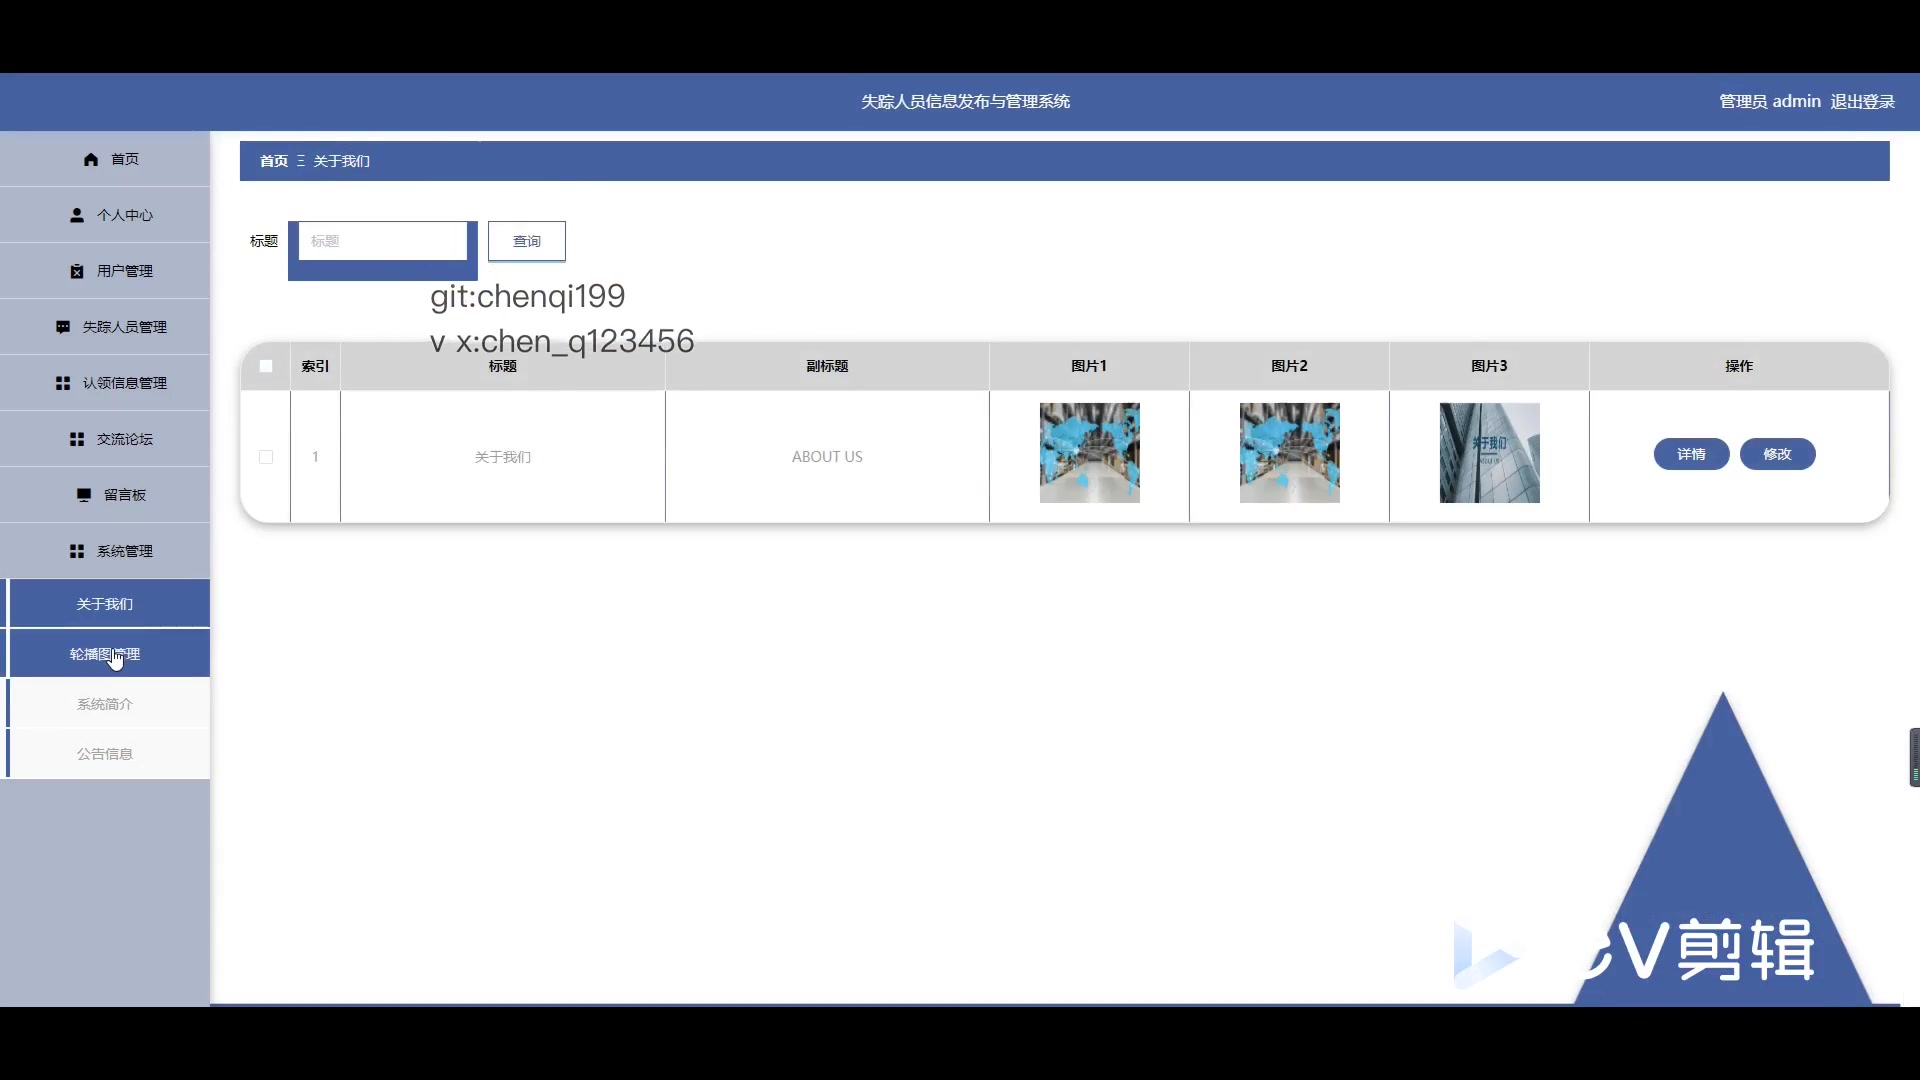 失踪人员信息发布与管理系统
管理员 admin 退出登录
首页
个人中心
用户管理
失踪人员管理
认领信息管理
交流论坛
留言板
系统管理
关于我们
轮播图管理
系统简介
公告信息
首页 Ξ 关于我们
标题 标题 查询
git:chenqi199
v x:chen_q123456
索引 标题 副标题 图片1 图片2 图片3 操作
1 关于我们 ABOUT US 关于我们 详情 修改
V剪辑